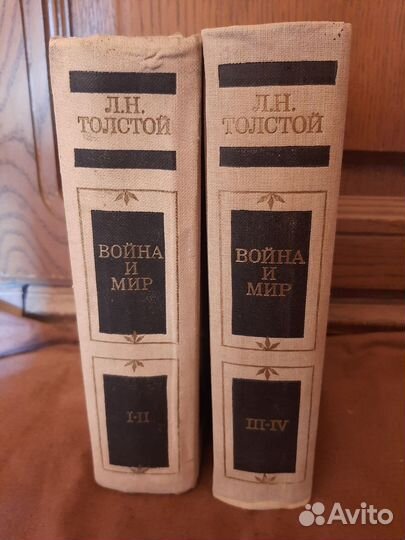 Л.Н.
ТОЛСТОЙ
ВОЙНА
И
МИР
I-II
Л.Н.
ТОЛСТОЙ
ВОЙНА
И
МИР
III-IV
Avito